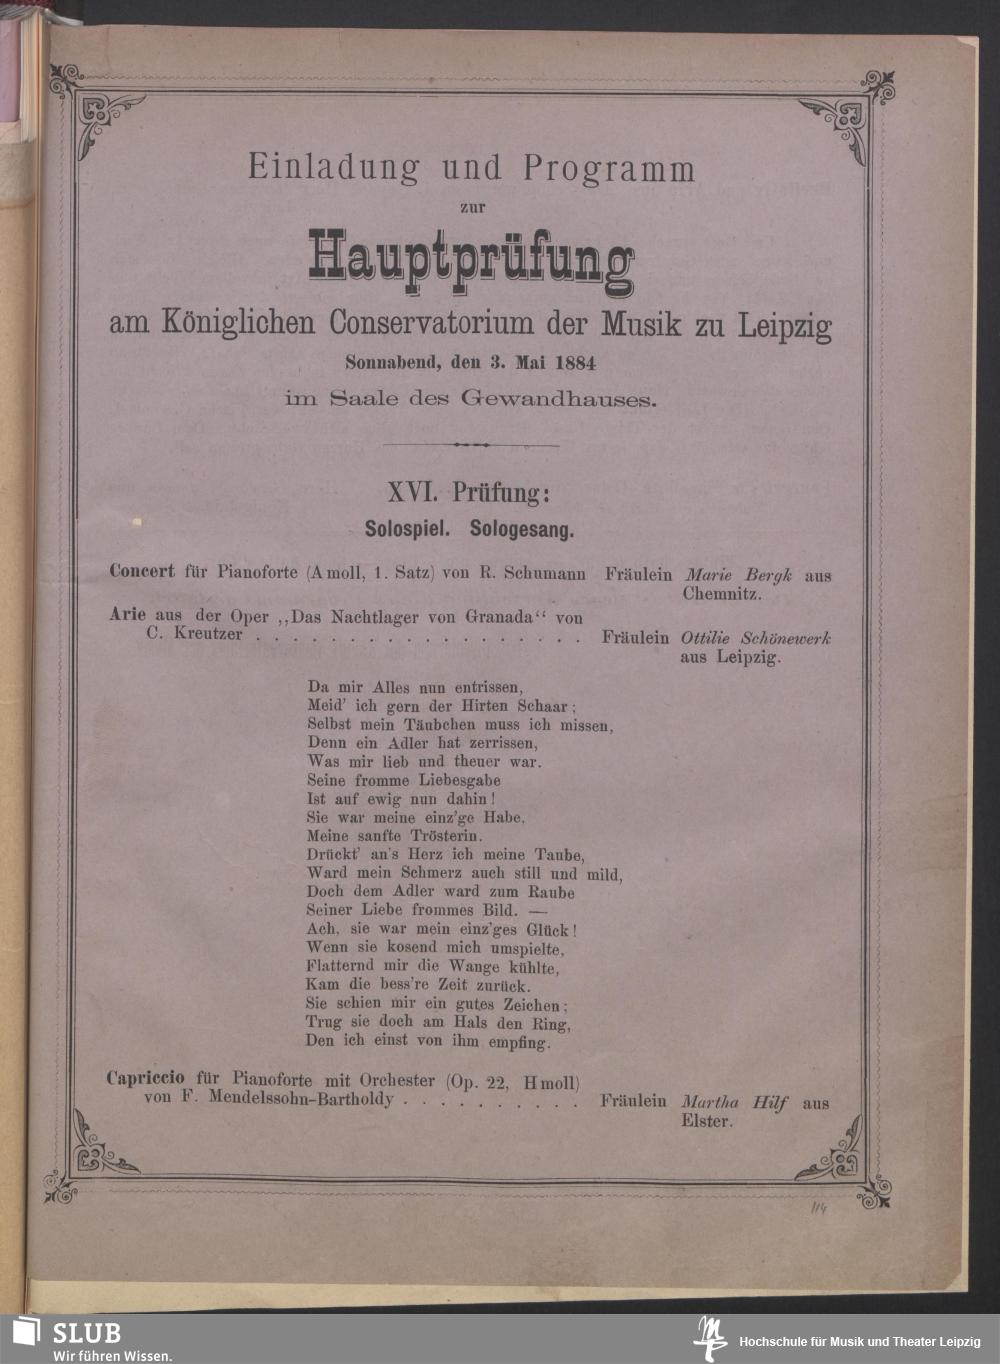 Einladung und Programm
zur
Hauptprüfung
am Königlichen Conservatorium der Musik zu Leipzig
Sonnabend, den 3. Mai 1884
im Saale des Gewandhauses.
XVI. Prüfung:
Solospiel. Sologesang.
Concert für Pianoforte (A moll, 1. Satz) von R. Schumann Fräulein Marie Bergk aus
Chemnitz.
Arie aus der Oper „Das Nachtlager von Granada“ von
C. Kreutzer . . . . . . . . . . . . . . . . . . Fräulein Ottilie Schönewerk
aus Leipzig.
Da mir Alles nun entrissen,
Meid' ich gern der Hirten Schaar;
Selbst mein Täubchen muss ich missen,
Denn ein Adler hat zerrissen,
Was mir lieb und theuer war.
Seine fromme Liebesgabe
Ist auf ewig nun dahin!
Sie war meine einz'ge Habe,
Meine sanfte Trösterin.
Drückt' an's Herz ich meine Taube,
Ward mein Schmerz auch still und mild,
Doch dem Adler ward zum Raube
Seiner Liebe frommes Bild. —
Ach, sie war mein einz'ges Glück!
Wenn sie kosend mich umspielte,
Flatternd mir die Wange kühlte,
Kam die bess're Zeit zurück.
Sie schien mir ein gutes Zeichen;
Trug sie doch am Hals den Ring,
Den ich einst von ihm empfing.
Capriccio für Pianoforte mit Orchester (Op. 22, H moll)
von F. Mendelssohn-Bartholdy . . . . . . . . . . Fräulein Martha Hilf aus
Elster.
114
SLUB
Wir führen Wissen.
Hochschule für Musik und Theater Leipzig